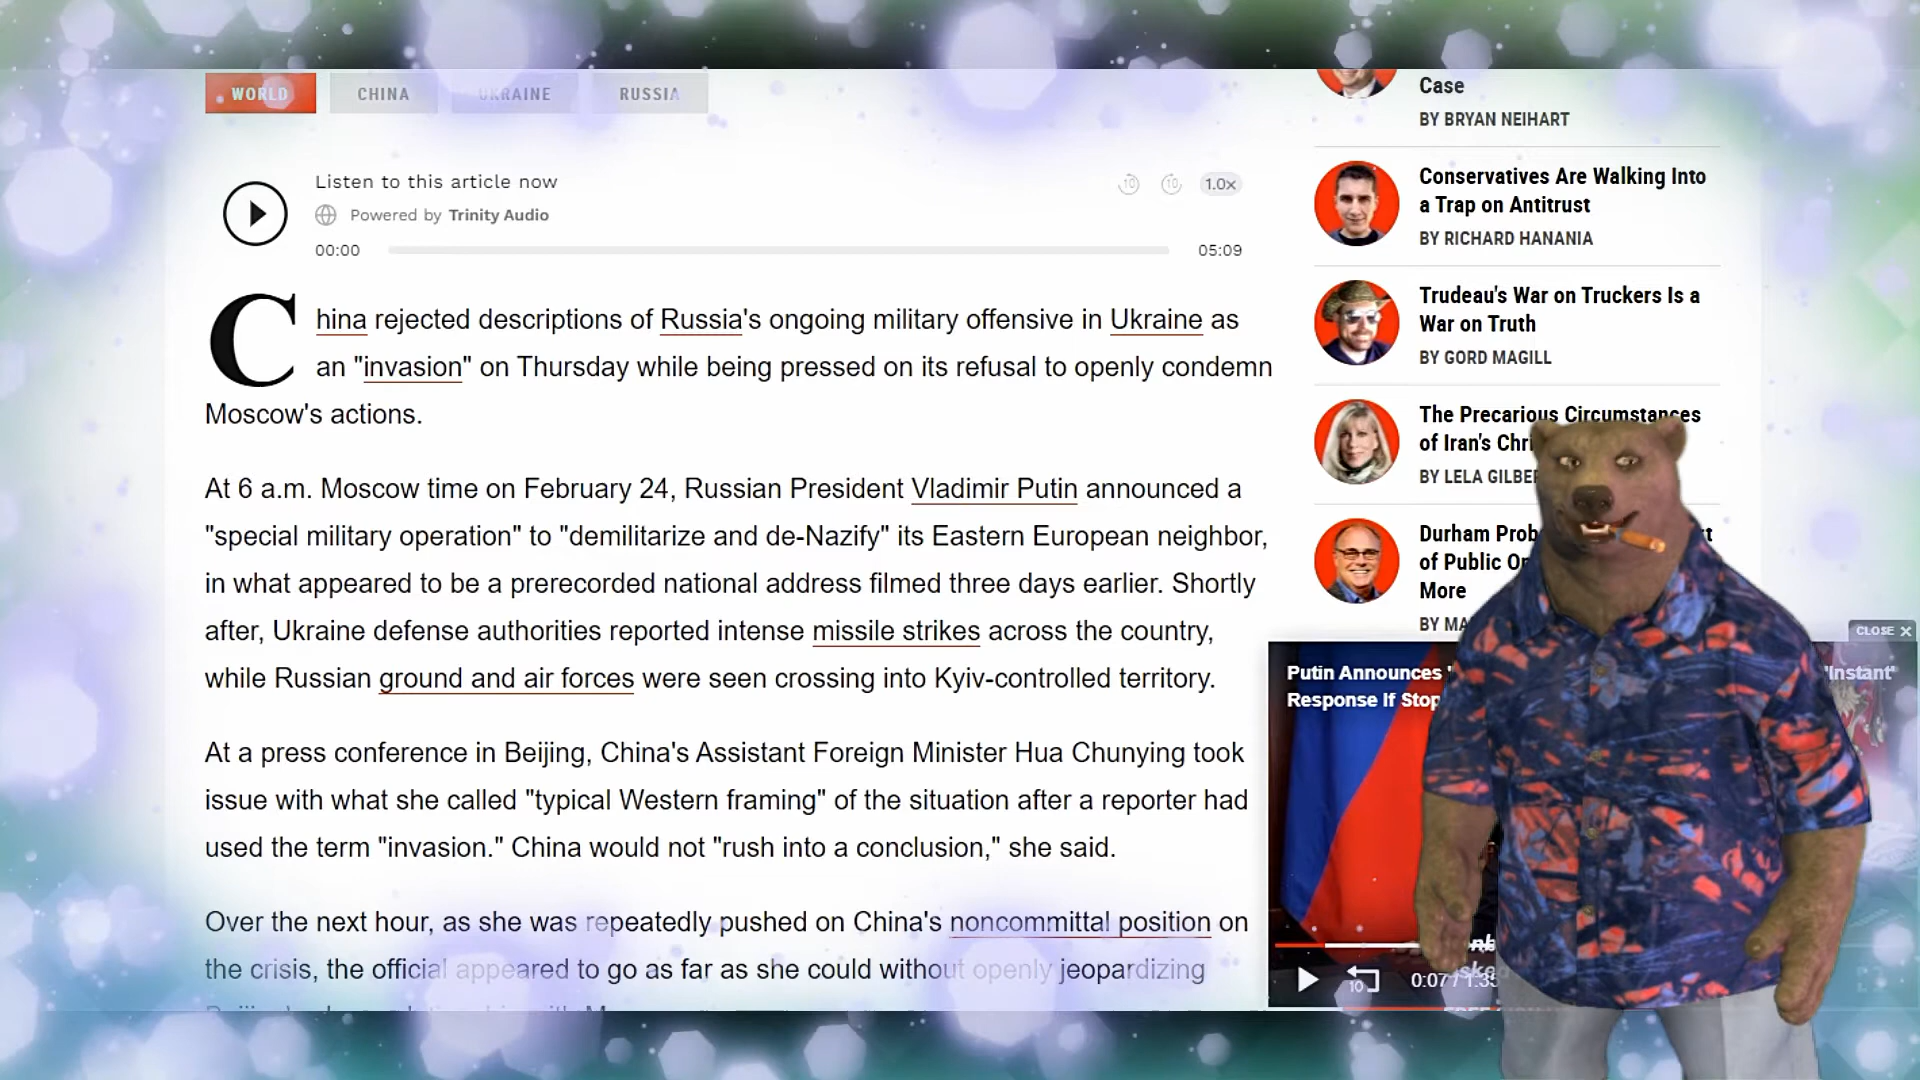 WORLD CHINA UKRAINE RUSSIA
Listen to this article now
10 10 1.0x
Powered by Trinity Audio
00:00 05:09
China rejected descriptions of Russia's ongoing military offensive in Ukraine as
an "invasion" on Thursday while being pressed on its refusal to openly condemn
Moscow's actions.
At 6 a.m. Moscow time on February 24, Russian President Vladimir Putin announced a
"special military operation" to "demilitarize and de-Nazify" its Eastern European neighbor,
in what appeared to be a prerecorded national address filmed three days earlier. Shortly
after, Ukraine defense authorities reported intense missile strikes across the country,
while Russian ground and air forces were seen crossing into Kyiv-controlled territory.
At a press conference in Beijing, China's Assistant Foreign Minister Hua Chunying took
issue with what she called "typical Western framing" of the situation after a reporter had
used the term "invasion." China would not "rush into a conclusion," she said.
Over the next hour, as she was repeatedly pushed on China's noncommittal position on
the crisis, the official appeared to go as far as she could without openly jeopardizing
Case
BY BRYAN NEIHART
Conservatives Are Walking Into
a Trap on Antitrust
BY RICHARD HANANIA
Trudeau's War on Truckers Is a
War on Truth
BY GORD MAGILL
The Precarious Circumstances
of Iran's
BY LELA
Durham
of Public
More
BY
CLOSE X
Putin Announces "Instant"
Response If
10 0:07 /